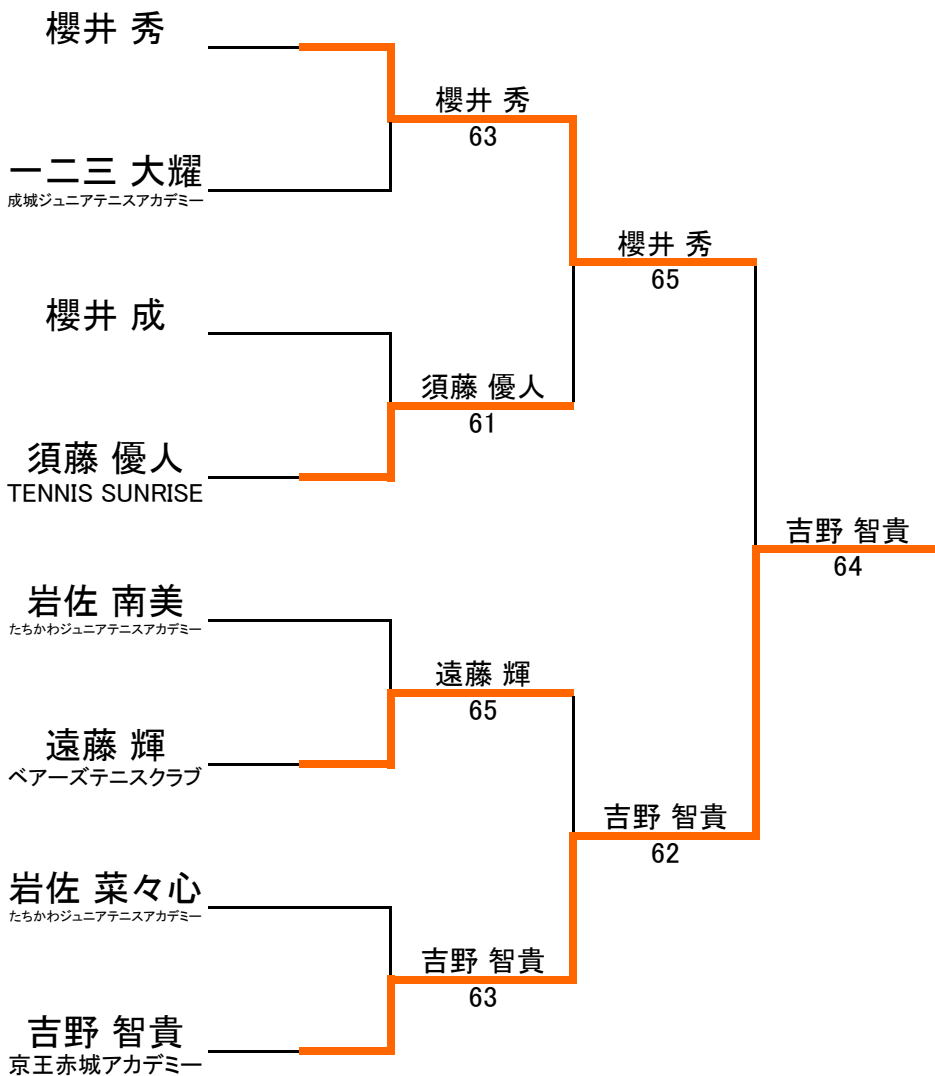 櫻井 秀
一二三 大耀
成城ジュニアテニスアカデミー
櫻井 成
須藤 優人
TENNIS SUNRISE
岩佐 南美
たちかわジュニアテニスアカデミー
遠藤 輝
ベアーズテニスクラブ
岩佐 菜々心
たちかわジュニアテニスアカデミー
吉野 智貴
京王赤城アカデミー
櫻井 秀
63
須藤 優人
61
遠藤 輝
65
吉野 智貴
63
櫻井 秀
65
吉野 智貴
62
吉野 智貴
64